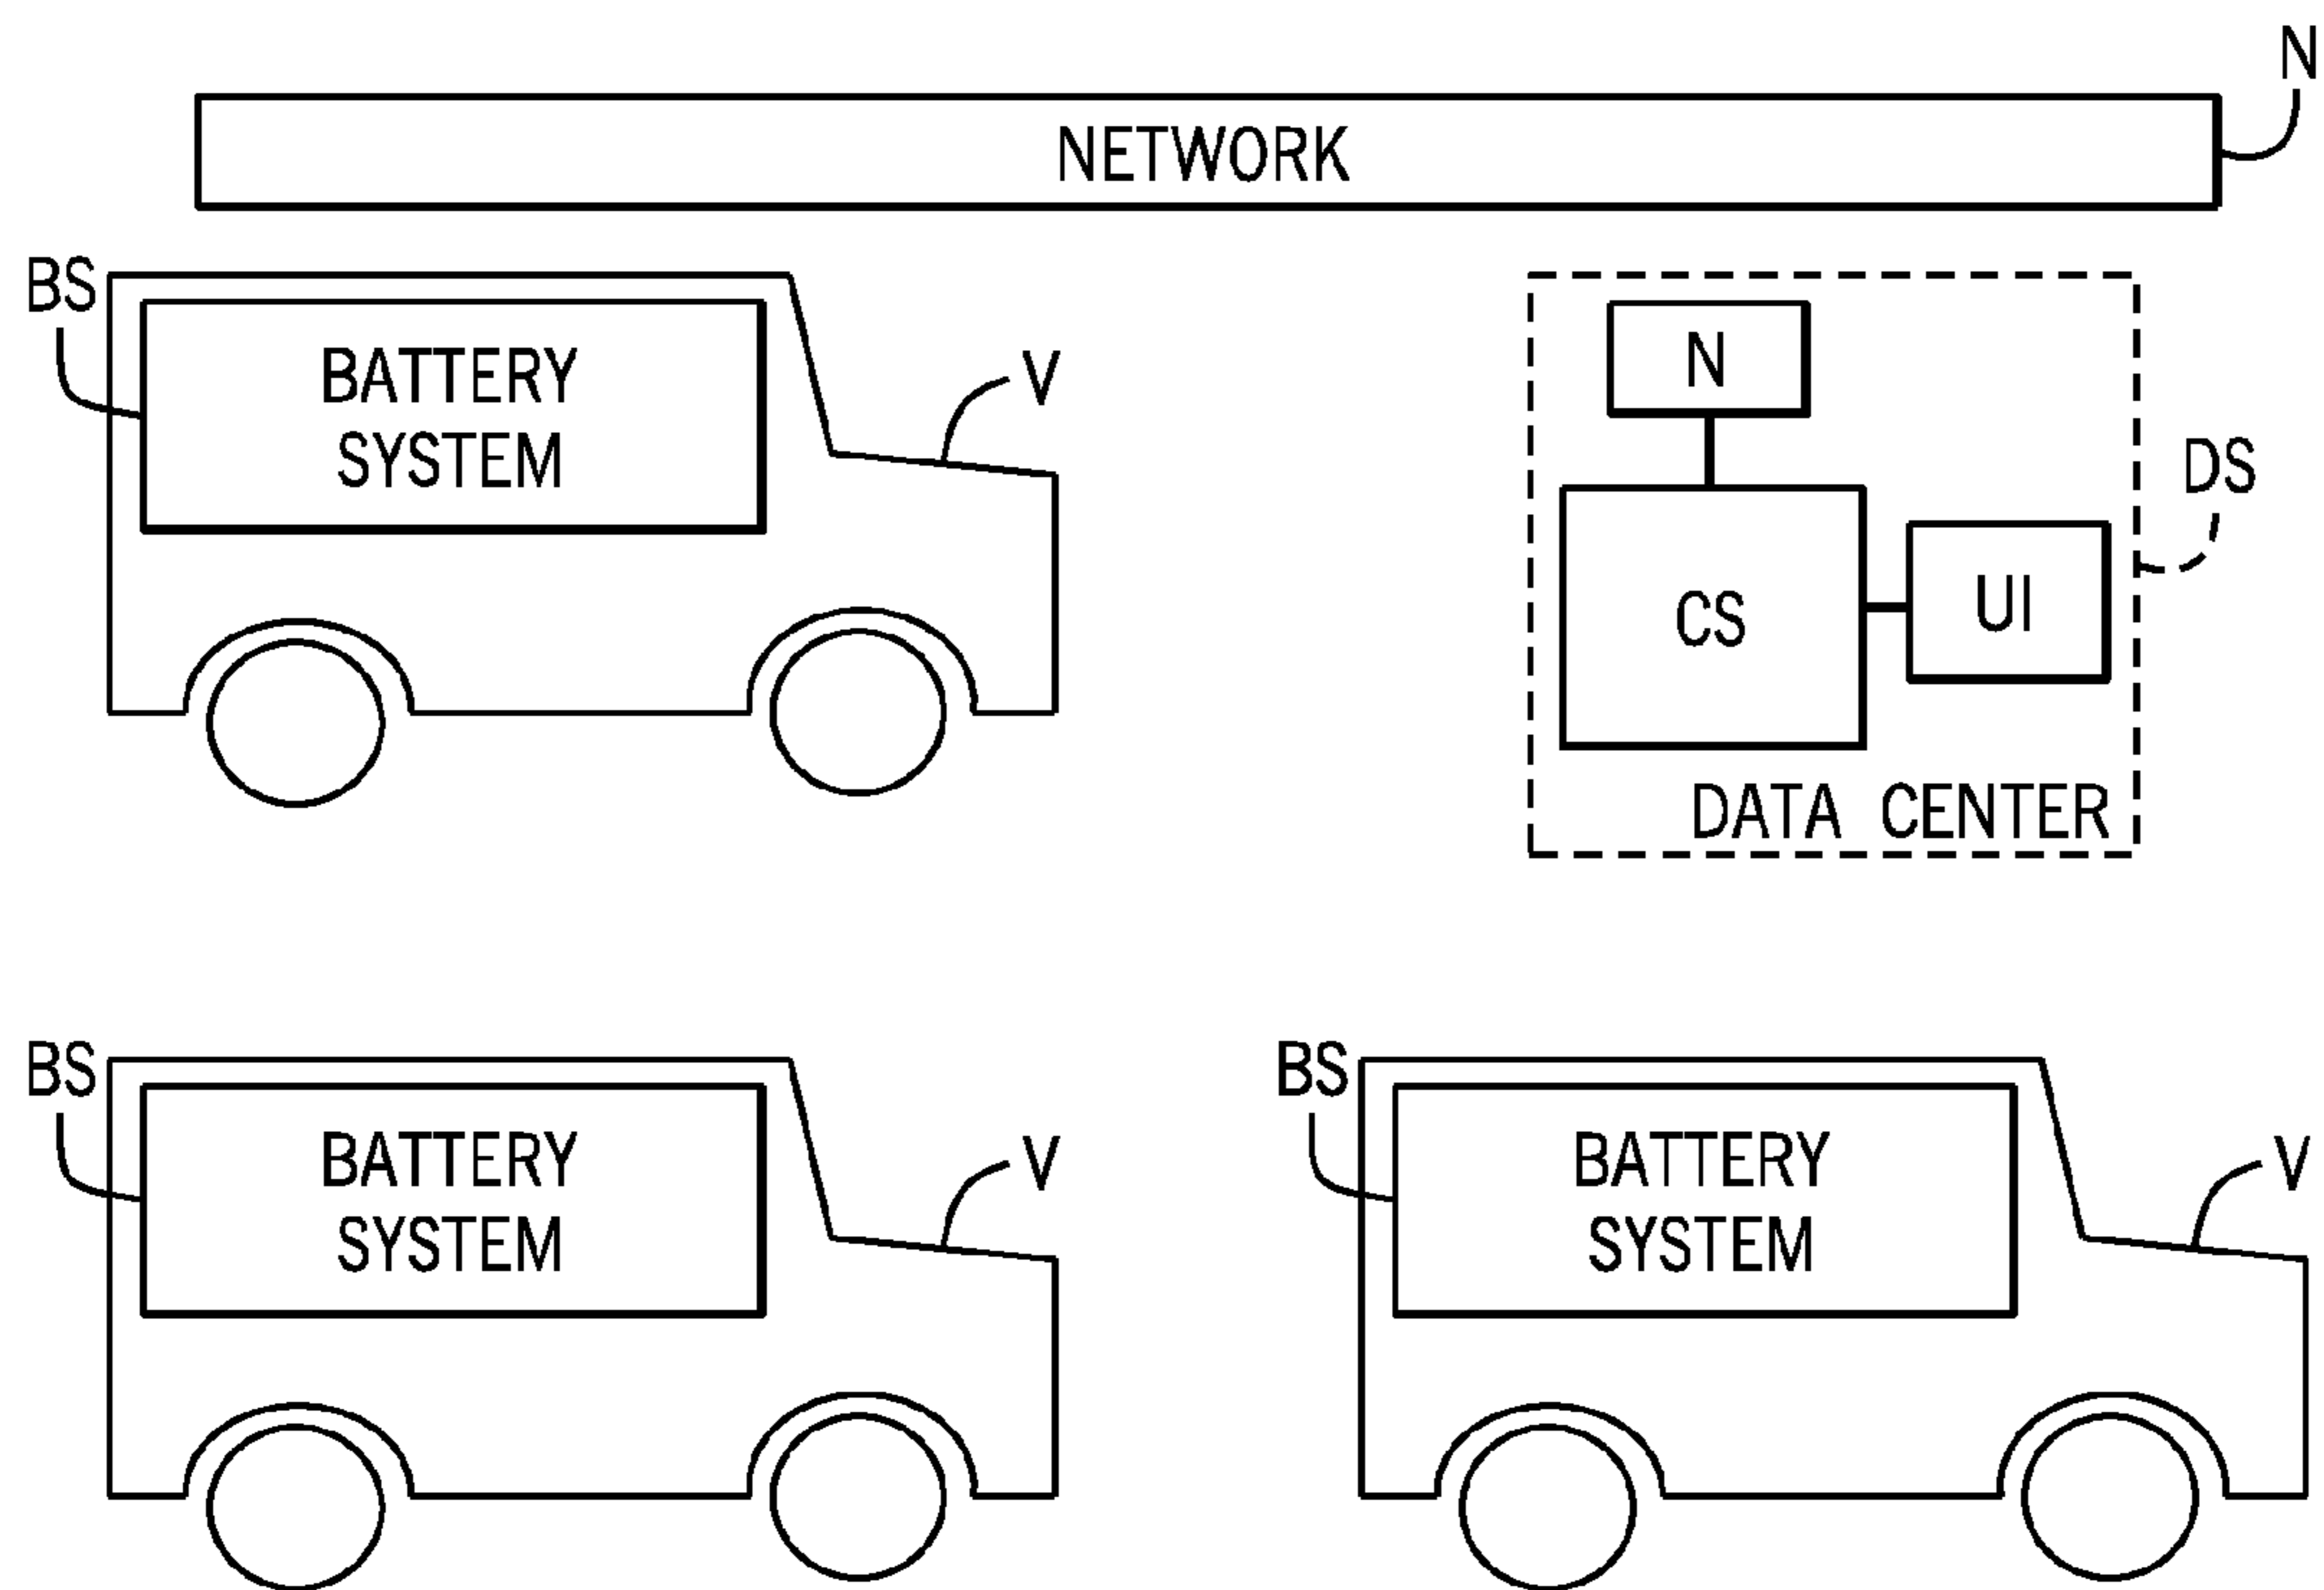 N
NETWORK
BS
BATTERY
SYSTEM
V
N
CS
UI
DS
DATA CENTER
BS
BATTERY
SYSTEM
V
BS
BATTERY
SYSTEM
V